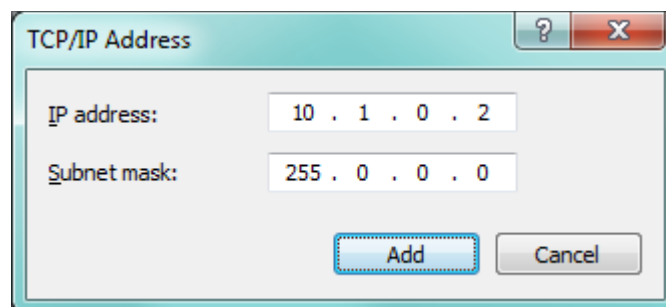 TCP/IP Address
? X
IP address: 10 . 1 . 0 . 2
Subnet mask: 255 . 0 . 0 . 0
Add Cancel